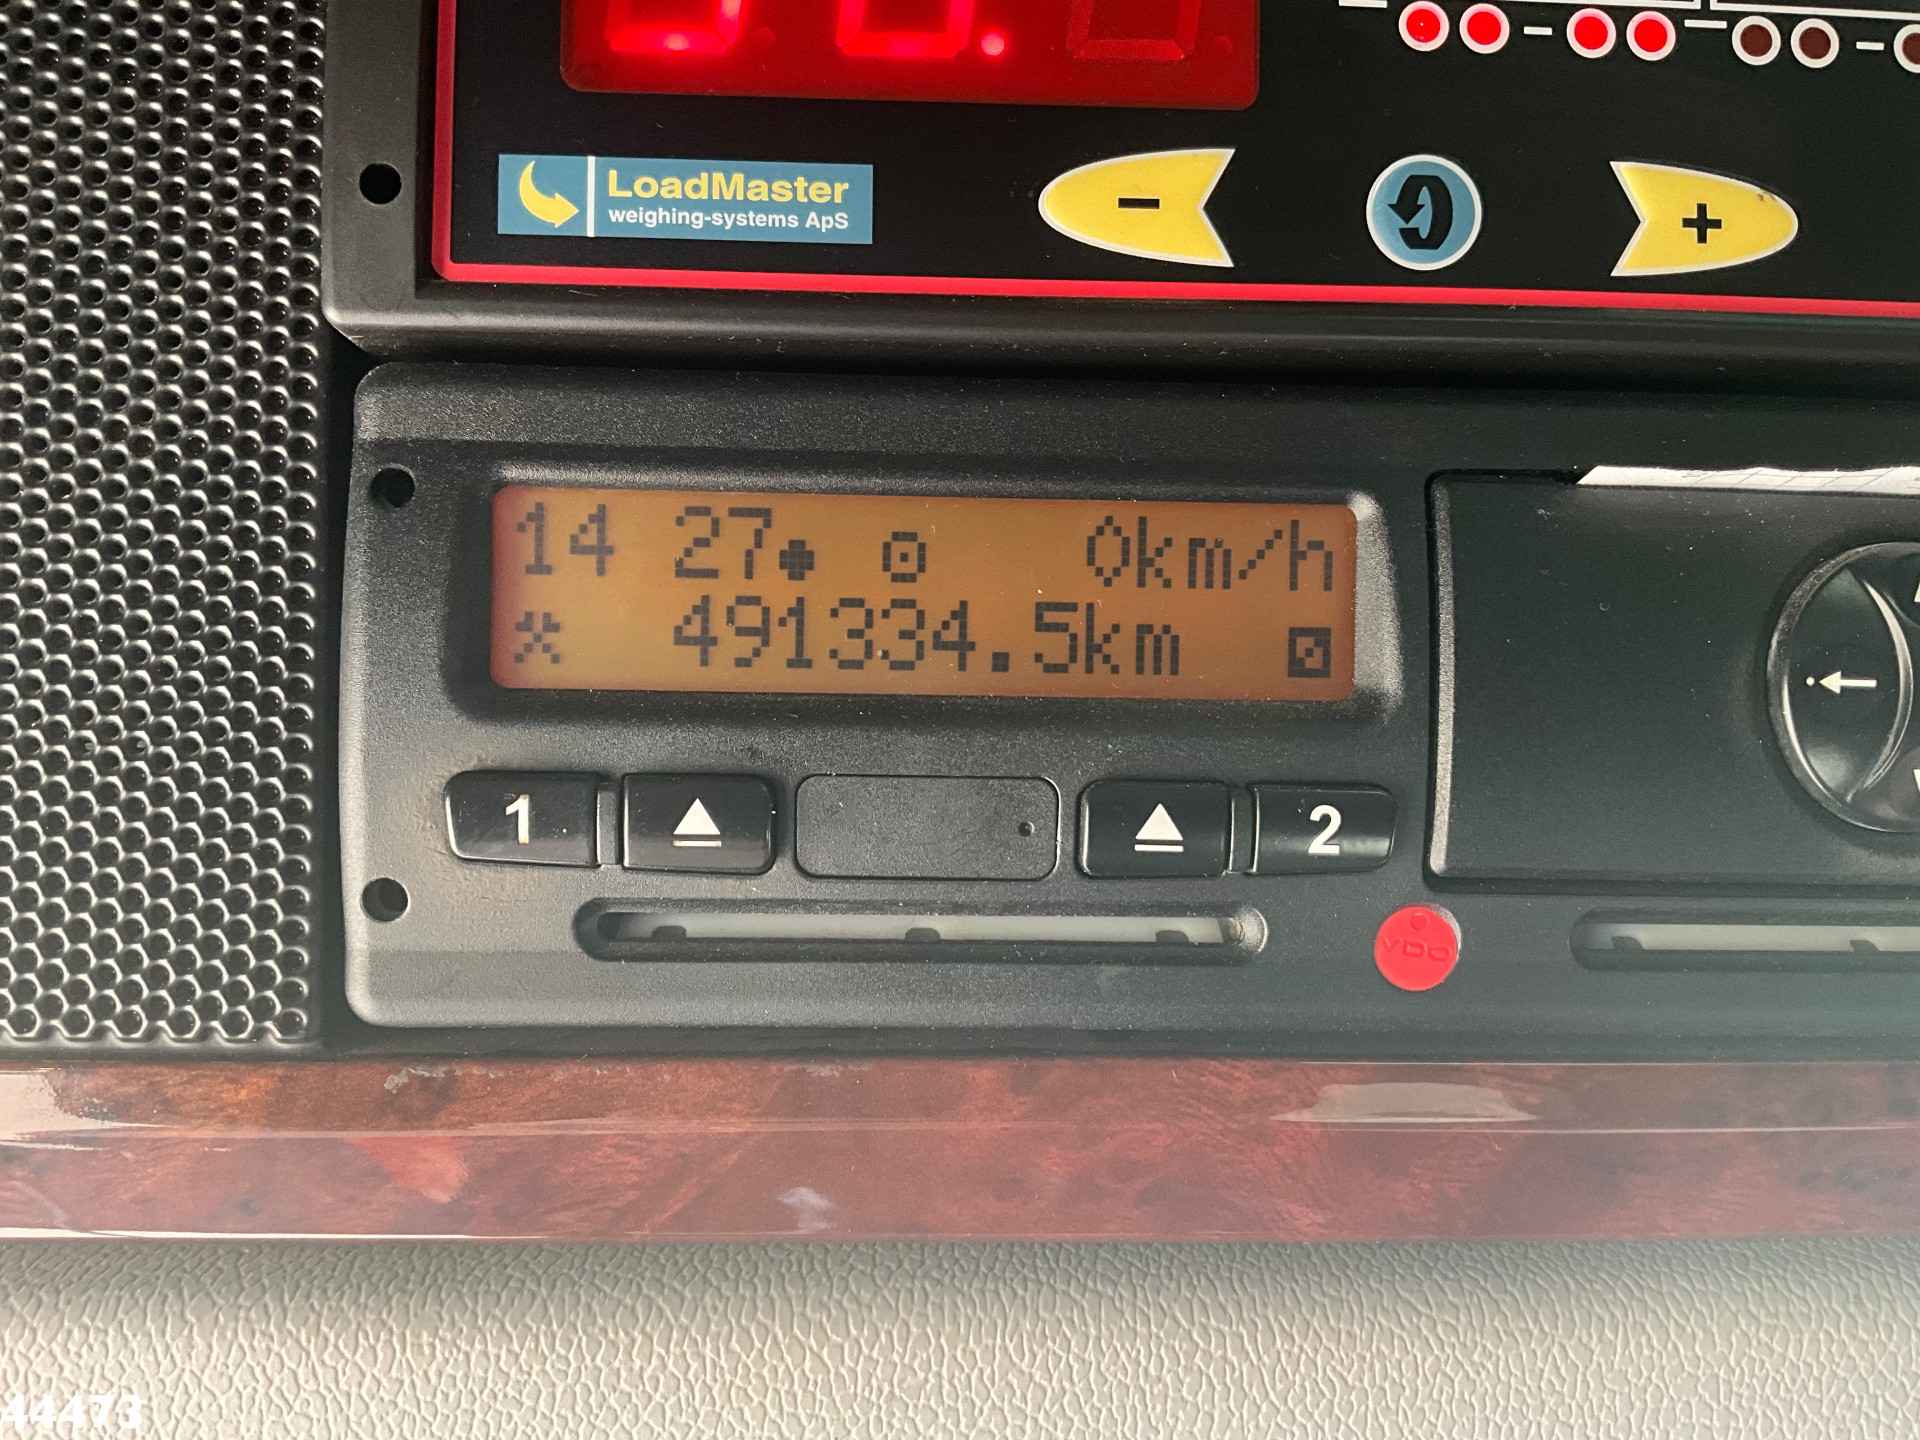 LoadMaster
weighing-systems ApS
-
+
14 27 0km/h
491334.5km
1
2
VDO
44473